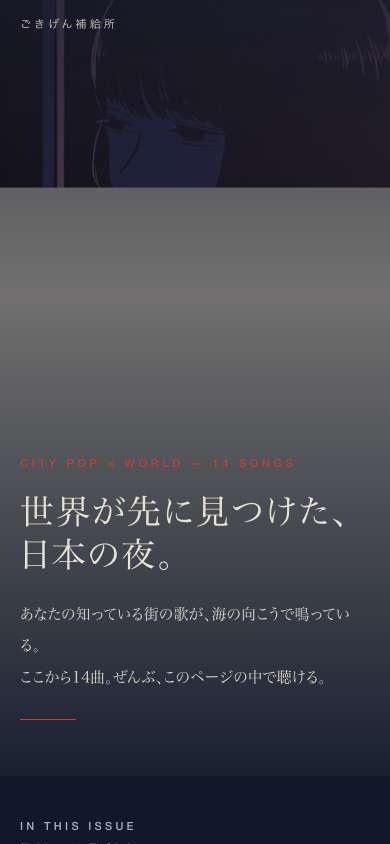 ごきげん補給所
CITY POP × WORLD — 14 SONGS
世界が先に見つけた、
日本の夜。
あなたの知っている街の歌が、海の向こうで鳴ってい
る。
ここから14曲。ぜんぶ、このページの中で聴ける。
IN THIS ISSUE